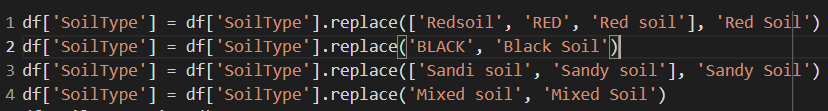 1 df['SoilType'] = df['SoilType'].replace(['Redsoil', 'RED', 'Red soil'], 'Red Soil')
2 df['SoilType'] = df['SoilType'].replace('BLACK', 'Black Soil')
3 df['SoilType'] = df['SoilType'].replace(['Sandi soil', 'Sandy soil'], 'Sandy Soil')
4 df['SoilType'] = df['SoilType'].replace('Mixed soil', 'Mixed Soil')